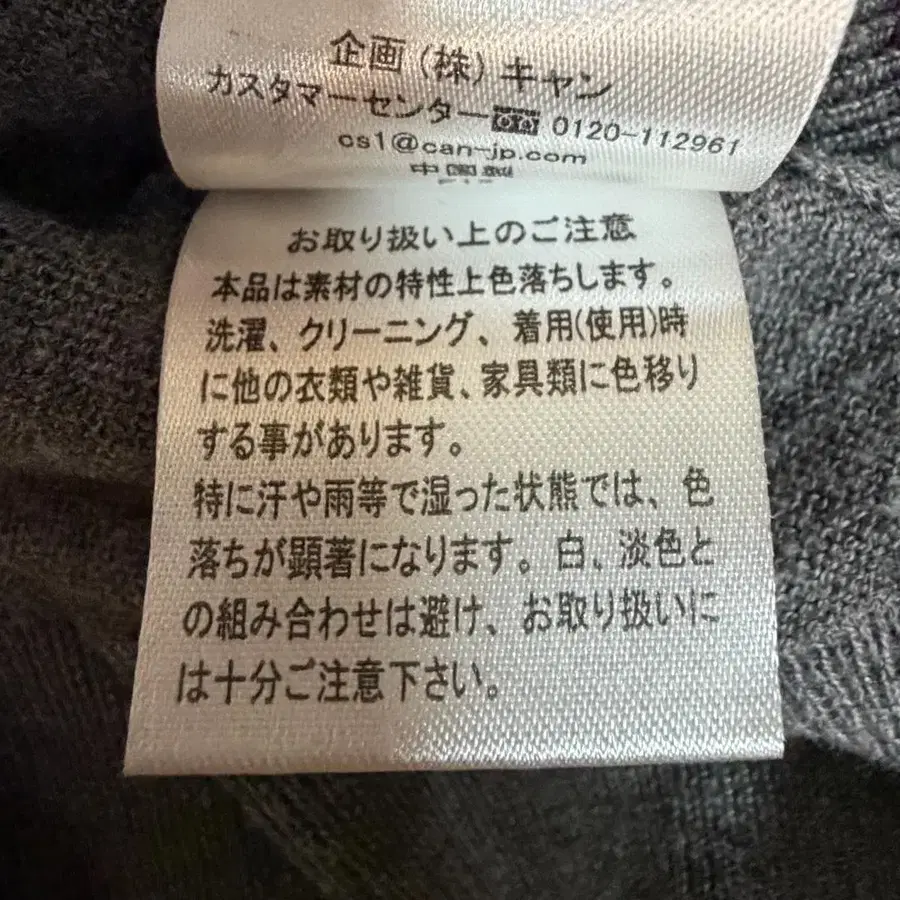 企画(株)キャン
カスタマーセンター 0120-112961
cs1@can-jp.com
中国製
お取り扱い上のご注意
本品は素材の特性上色落ちします。
洗濯、クリーニング、着用(使用)時
に他の衣類や雑貨、家具類に色移り
する事があります。
特に汗や雨等で湿った状態では、色
落ちが顕著になります。白、淡色と
の組み合わせは避け、お取り扱いに
は十分ご注意下さい。